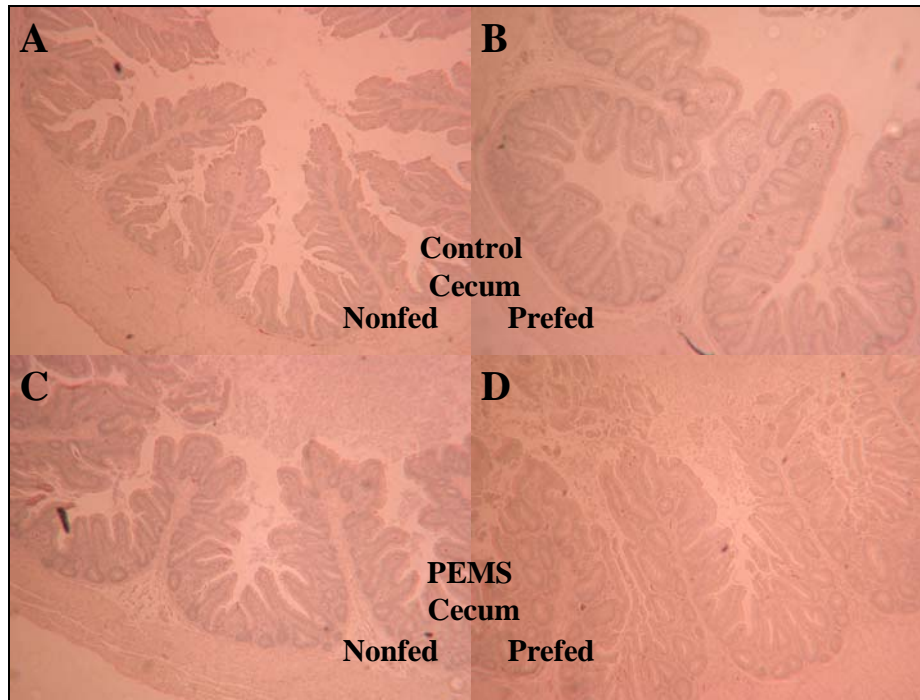 A
B
Control
Cecum
Nonfed Prefed
C
D
PEMS
Cecum
Nonfed Prefed